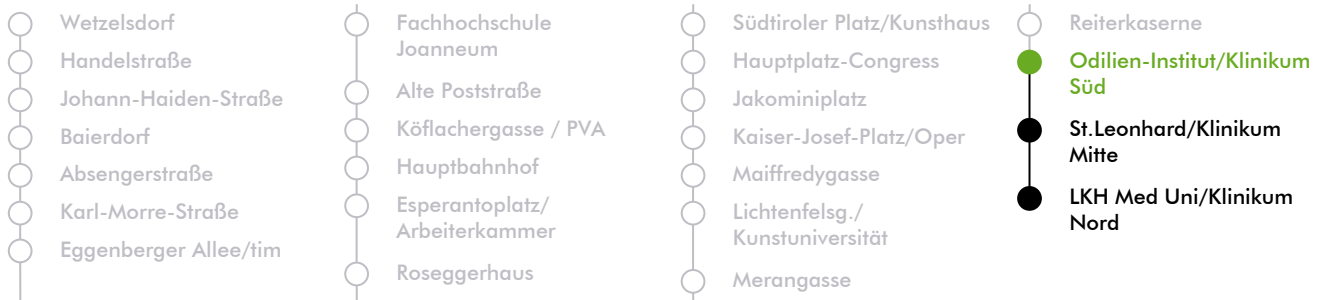 Wetzelsdorf
Handelstraße
Johann-Haiden-Straße
Baierdorf
Absengerstraße
Karl-Morre-Straße
Eggenberger Allee/tim
Fachhochschule
Joanneum
Alte Poststraße
Köflachergasse / PVA
Hauptbahnhof
Esperantoplatz/
Arbeiterkammer
Roseggerhaus
Südtiroler Platz/Kunsthaus
Hauptplatz-Congress
Jakominiplatz
Kaiser-Josef-Platz/Oper
Maiffredygasse
Lichtenfelsg./
Kunstuniversität
Merangasse
Reiterkaserne
Odilien-Institut/Klinikum
Süd
St.Leonhard/Klinikum
Mitte
LKH Med Uni/Klinikum
Nord